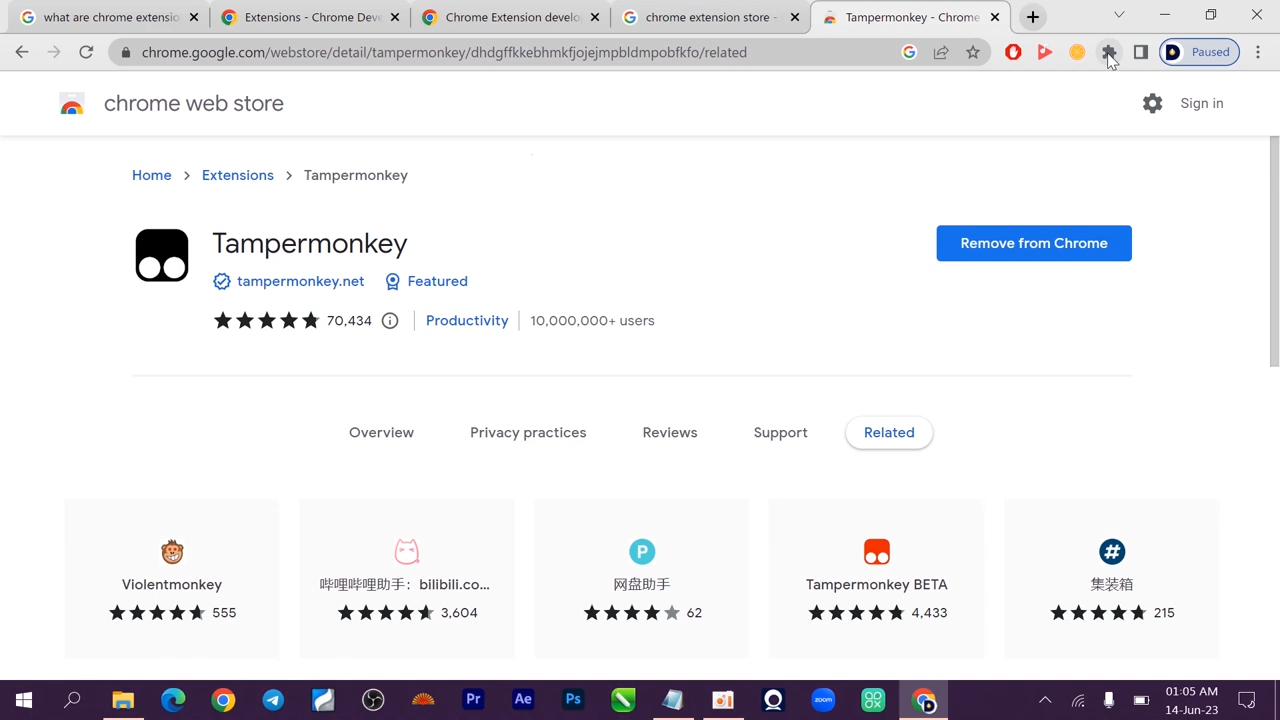 what are chrome extensio
Extensions - Chrome Deve
Chrome Extension develo
chrome extension store -
Tampermonkey - Chrome
chrome.google.com/webstore/detail/tampermonkey/dhdgffkkebhmkfjojejmpbldmpobfkfo/related
Paused
chrome web store
Sign in
Home > Extensions > Tampermonkey
Tampermonkey
Remove from Chrome
tampermonkey.net
Featured
70,434
Productivity
10,000,000+ users
Overview
Privacy practices
Reviews
Support
Related
Violentmonkey
555
哔哩哔哩助手：bilibili.co...
3,604
网盘助手
62
Tampermonkey BETA
4,433
集装箱
215
01:05 AM
14-Jun-23